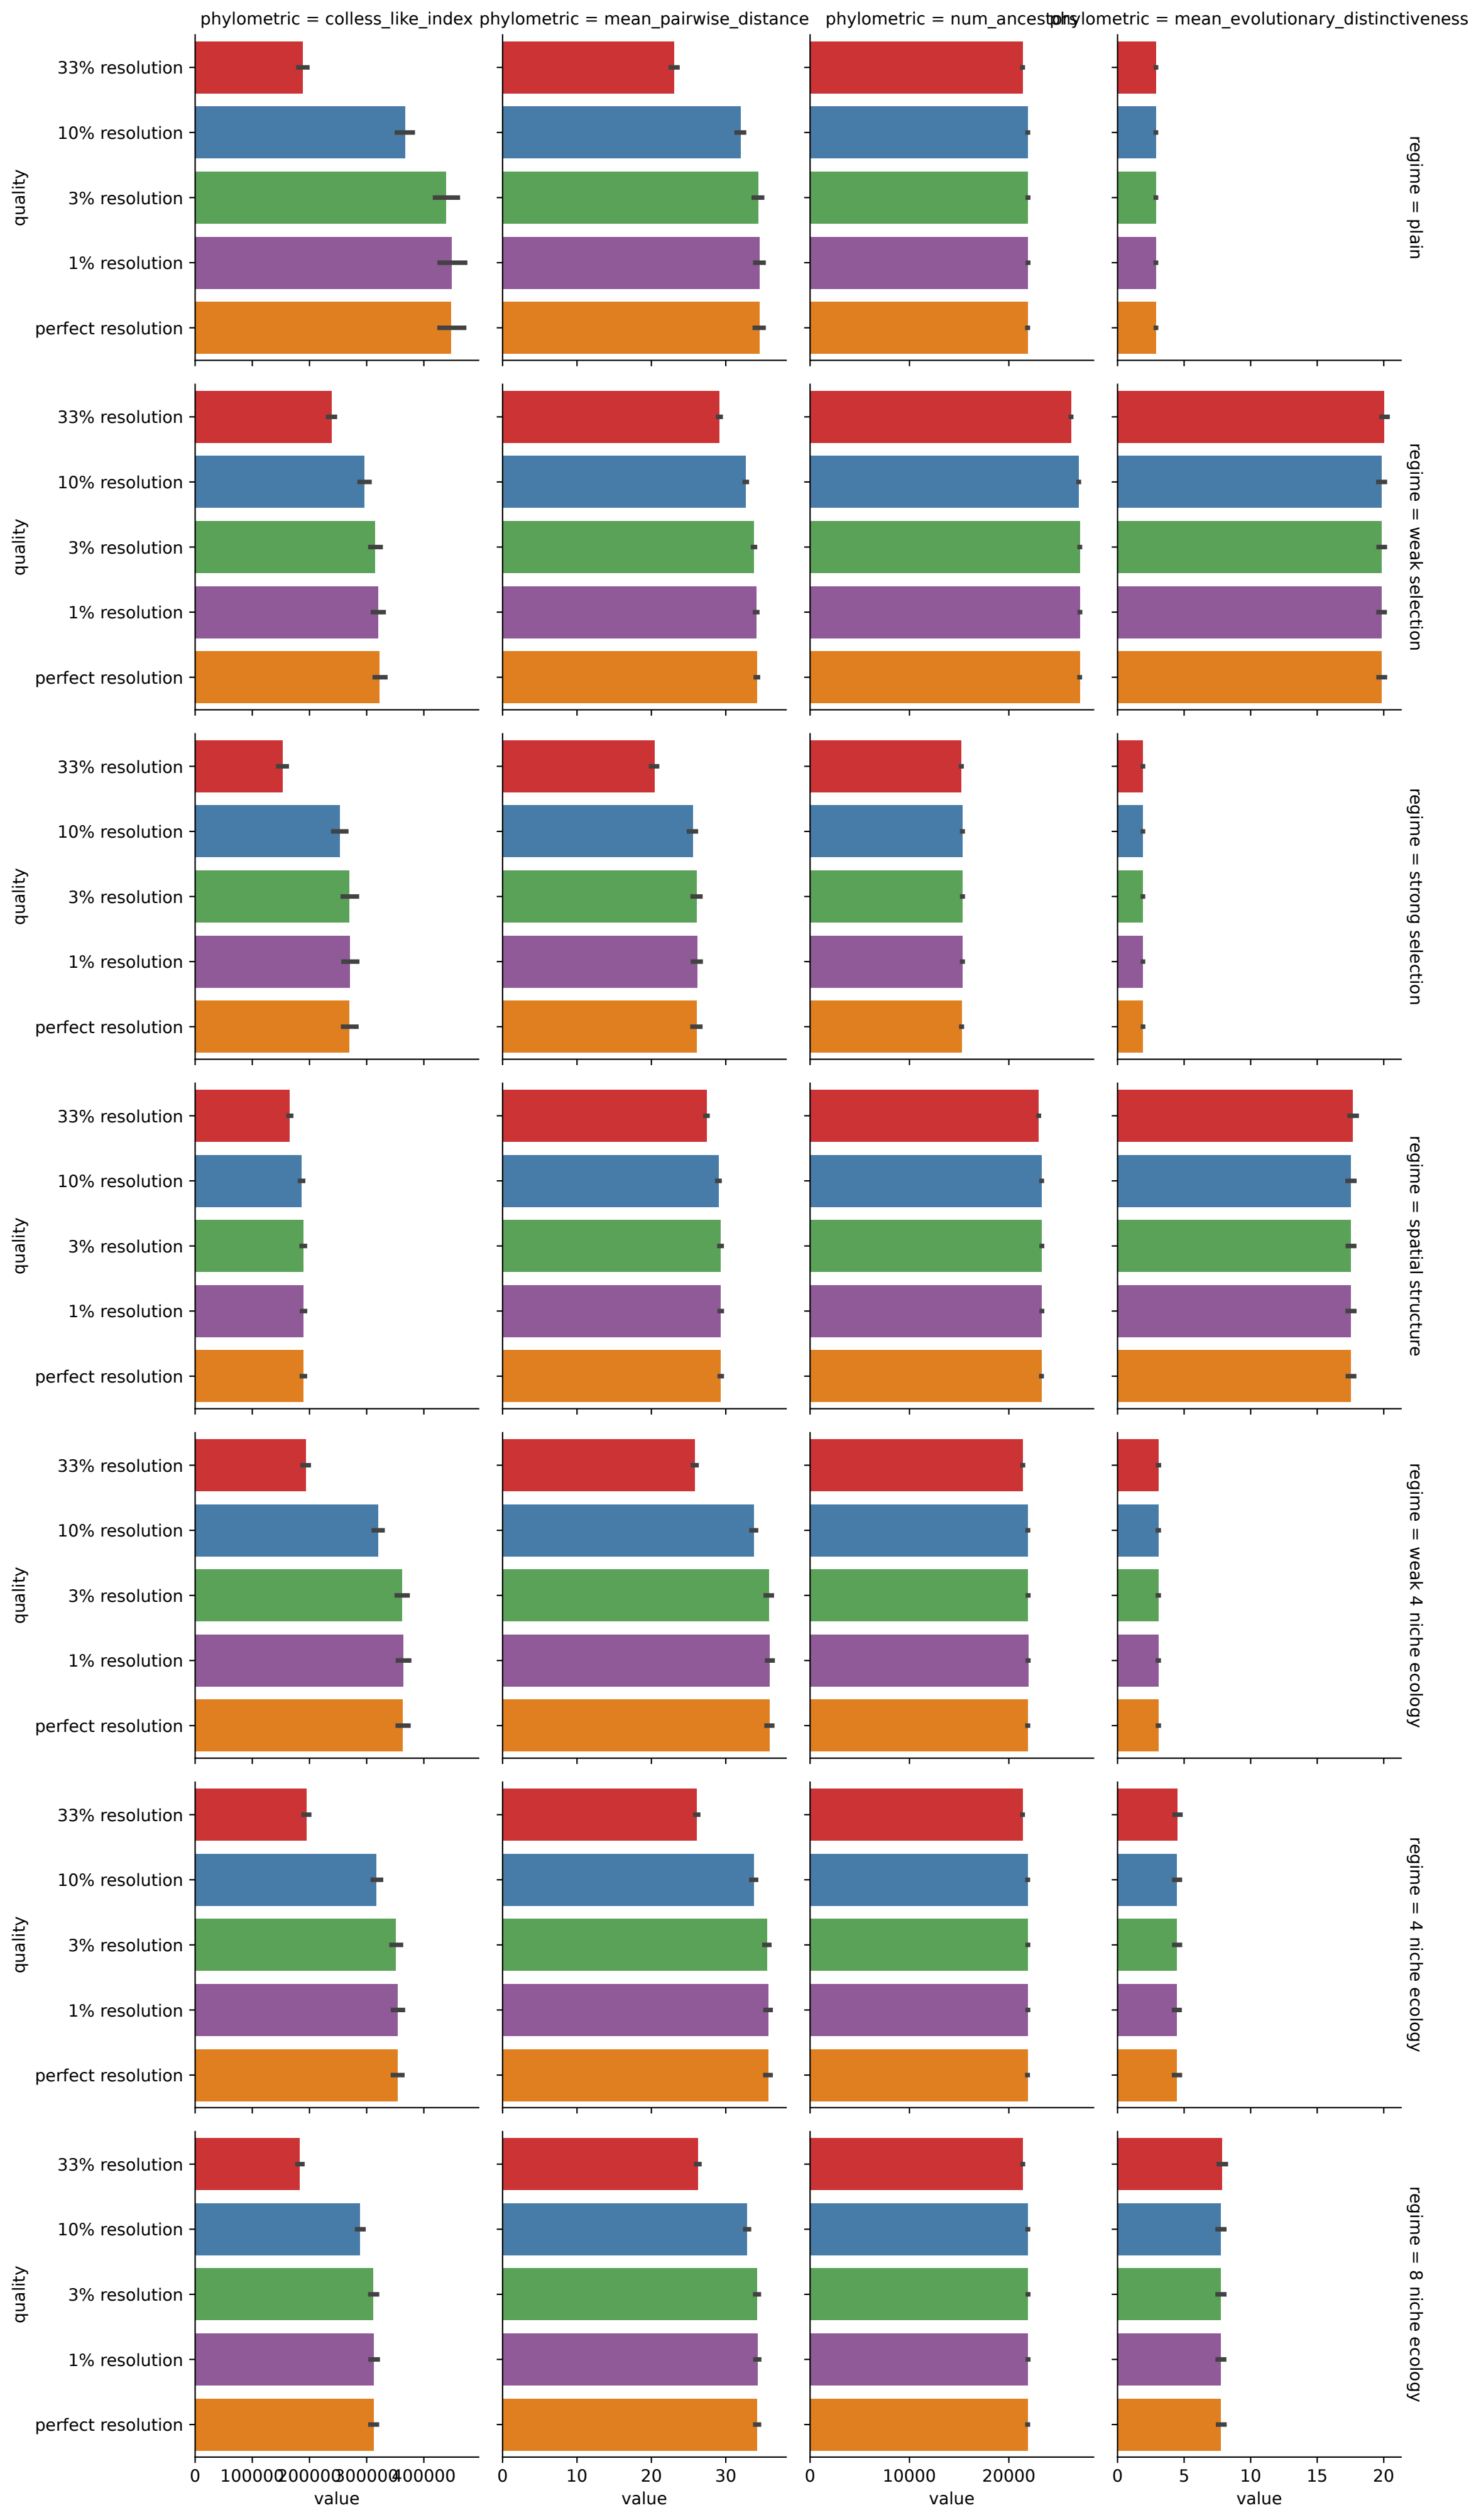 phylometric = colless_like_index
phylometric = mean_pairwise_distance
phylometric = num_ancestors
phylometric = mean_evolutionary_distinctiveness
33% resolution
10% resolution
3% resolution
1% resolution
perfect resolution
quality
regime = plain
33% resolution
10% resolution
3% resolution
1% resolution
perfect resolution
quality
regime = weak selection
33% resolution
10% resolution
3% resolution
1% resolution
perfect resolution
quality
regime = strong selection
33% resolution
10% resolution
3% resolution
1% resolution
perfect resolution
quality
regime = spatial structure
33% resolution
10% resolution
3% resolution
1% resolution
perfect resolution
quality
regime = weak 4 niche ecology
33% resolution
10% resolution
3% resolution
1% resolution
perfect resolution
quality
regime = 4 niche ecology
33% resolution
10% resolution
3% resolution
1% resolution
perfect resolution
quality
regime = 8 niche ecology
0 100000 200000 300000 400000
value
0 10 20 30
value
0 10000 20000
value
0 5 10 15 20
value